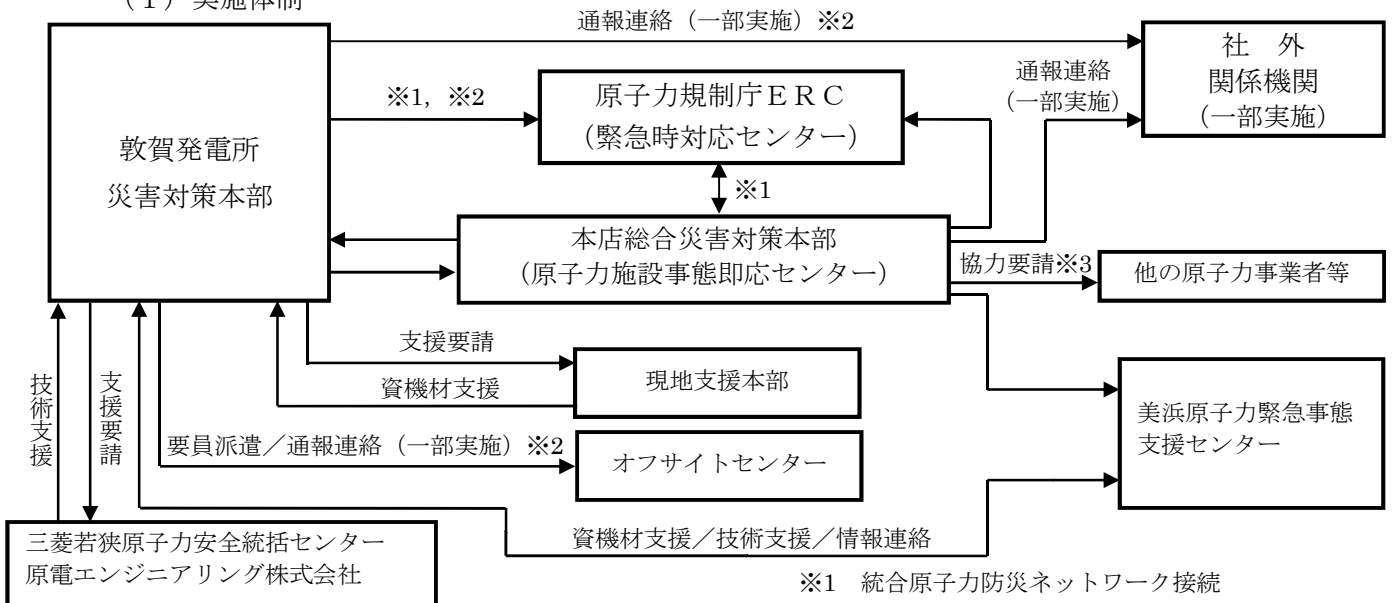 （１）実施体制
通報連絡（一部実施）※2
社　外
関係機関
（一部実施）
通報連絡
（一部実施）
※1，※2
原子力規制庁ＥＲＣ
（緊急時対応センター）
敦賀発電所
災害対策本部
※1
本店総合災害対策本部
（原子力施設事態即応センター）
協力要請※3
他の原子力事業者等
支援要請
資機材支援
現地支援本部
技術支援
支援要請
美浜原子力緊急事態
支援センター
要員派遣／通報連絡（一部実施）※2
オフサイトセンター
資機材支援／技術支援／情報連絡
三菱若狭原子力安全統括センター
原電エンジニアリング株式会社
※1　統合原子力防災ネットワーク接続